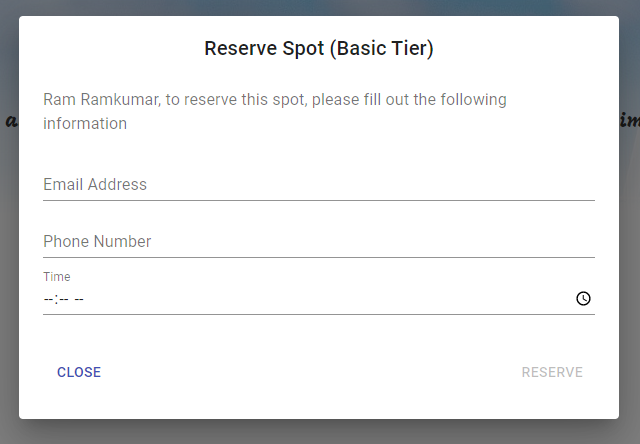 Reserve Spot (Basic Tier)
Ram Ramkumar, to reserve this spot, please fill out the following
information
a
im
Email Address
Phone Number
Time
--:-- --
CLOSE
RESERVE